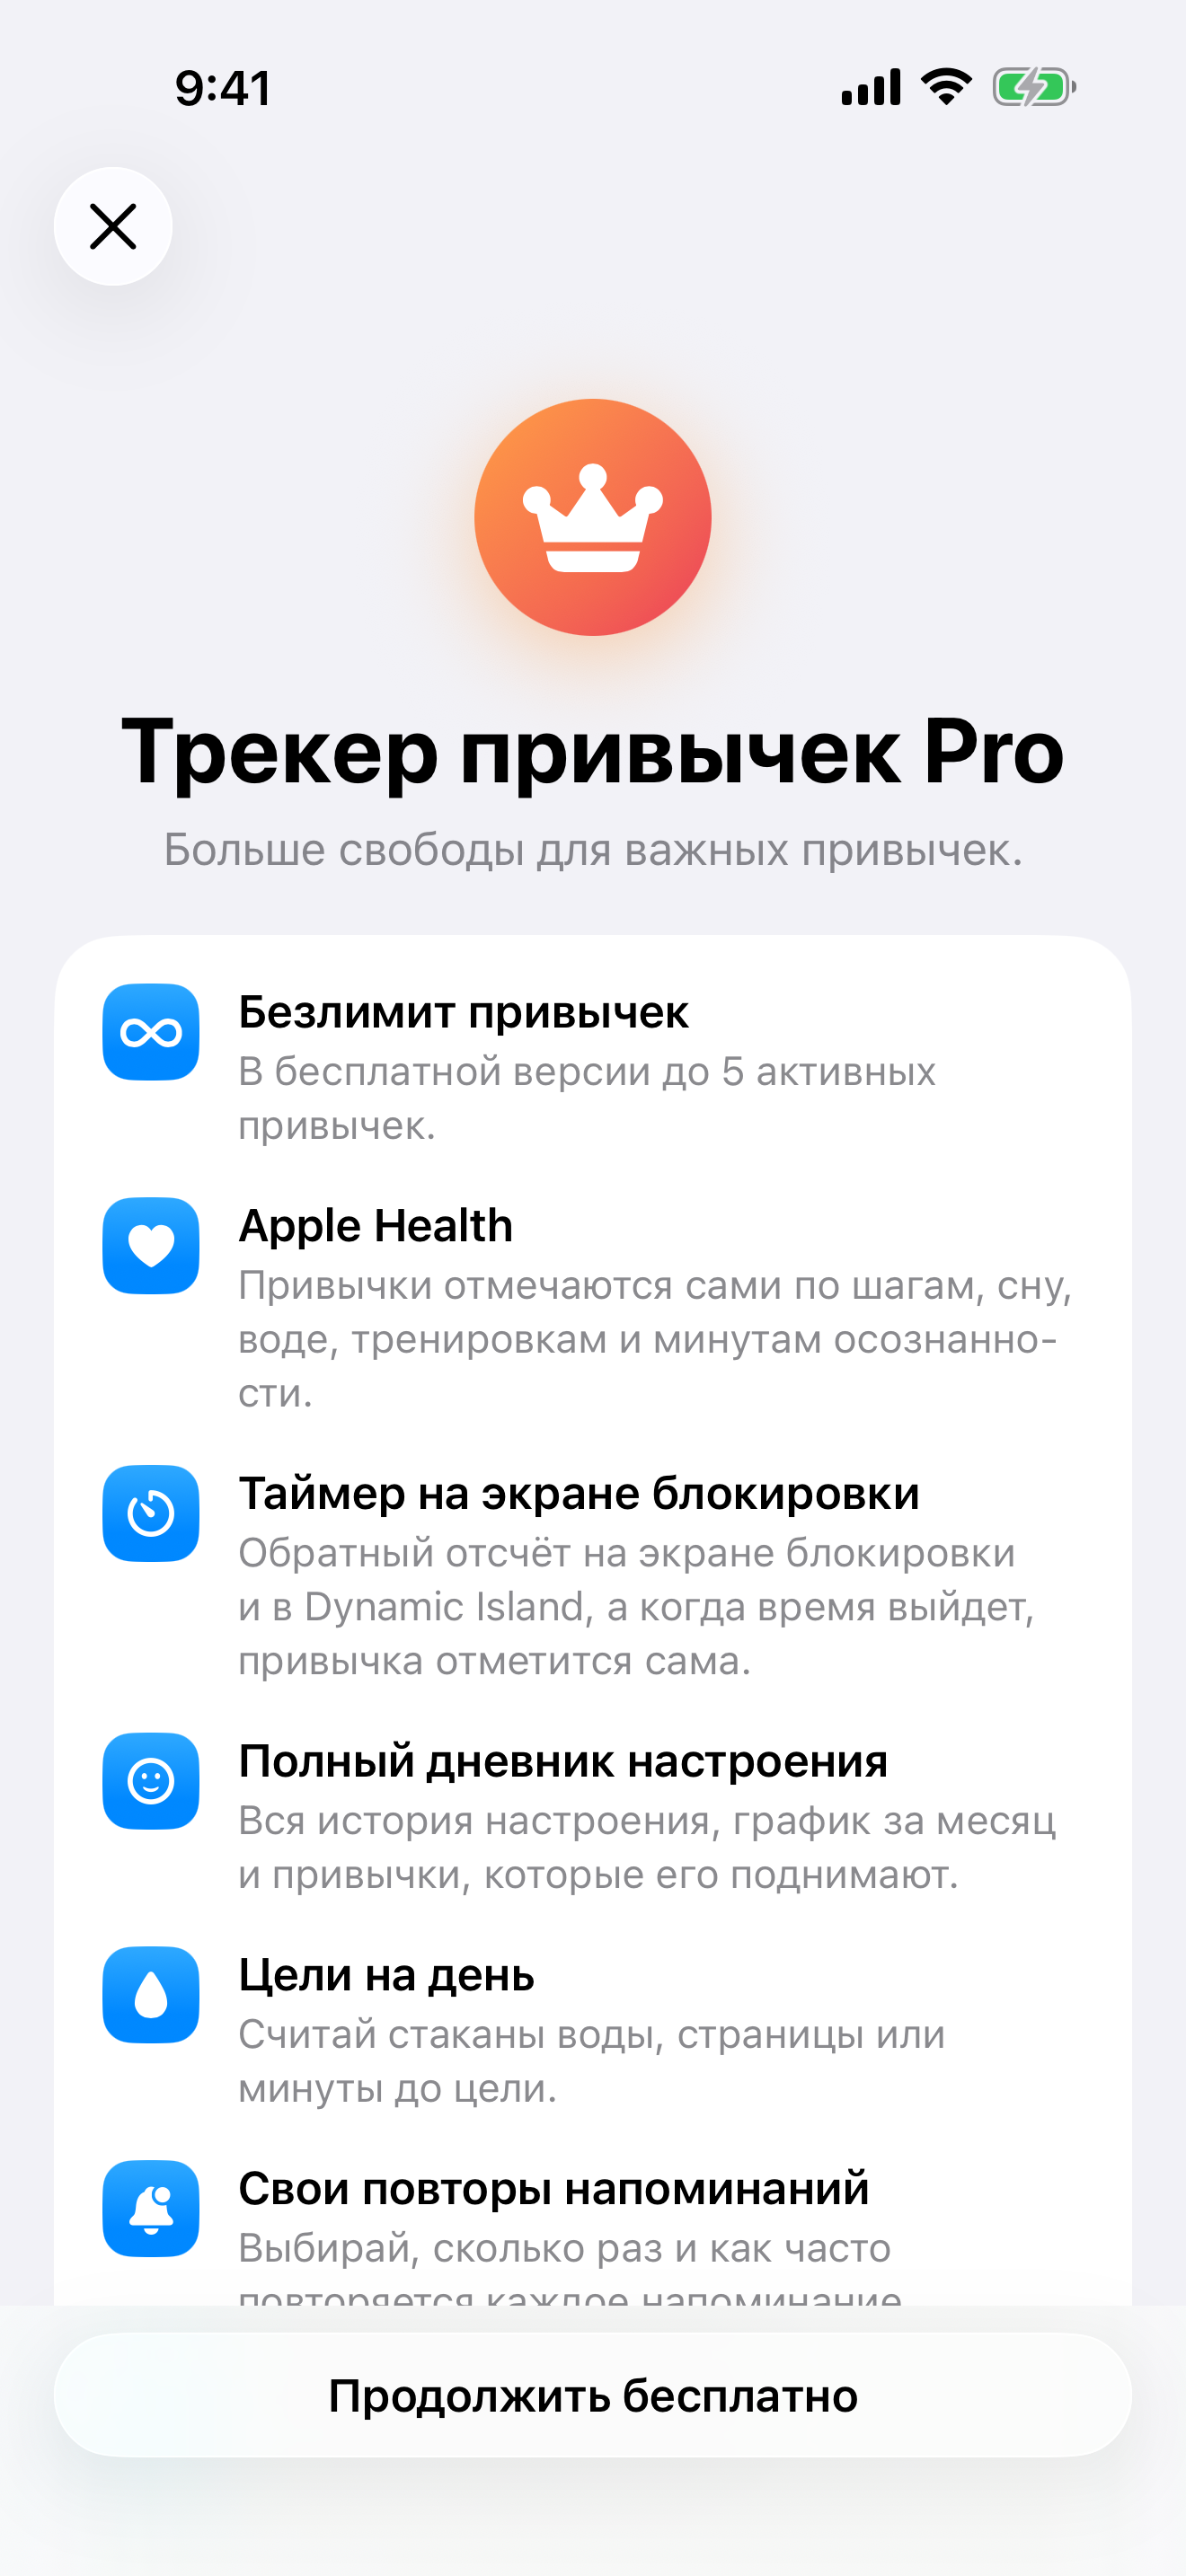 9:41
Трекер привычек Pro
Больше свободы для важных привычек.
Безлимит привычек
В бесплатной версии до 5 активных
привычек.
Apple Health
Привычки отмечаются сами по шагам, сну,
воде, тренировкам и минутам осознанно-
сти.
Таймер на экране блокировки
Обратный отсчёт на экране блокировки
и в Dynamic Island, а когда время выйдет,
привычка отметится сама.
Полный дневник настроения
Вся история настроения, график за месяц
и привычки, которые его поднимают.
Цели на день
Считай стаканы воды, страницы или
минуты до цели.
Свои повторы напоминаний
Выбирай, сколько раз и как часто
повторяется каждое напоминание
Продолжить бесплатно